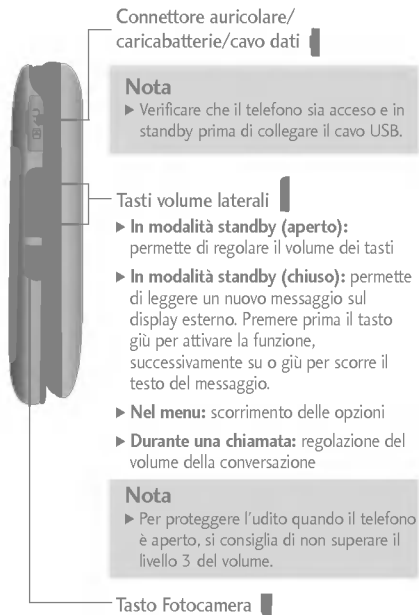 Connettore auricolare/
caricabatterie/cavo dati
Nota
▶ Verificare che il telefono sia acceso e in
standby prima di collegare il cavo USB.
Tasti volume laterali
▶ In modalità standby (aperto):
permette di regolare il volume dei tasti
▶ In modalità standby (chiuso): permette
di leggere un nuovo messaggio sul
display esterno. Premere prima il tasto
giù per attivare la funzione,
successivamente su o giù per scorre il
testo del messaggio.
▶ Nel menu: scorrimento delle opzioni
▶ Durante una chiamata: regolazione del
volume della conversazione
Nota
▶ Per proteggere l'udito quando il telefono
è aperto, si consiglia di non superare il
livello 3 del volume.
Tasto Fotocamera